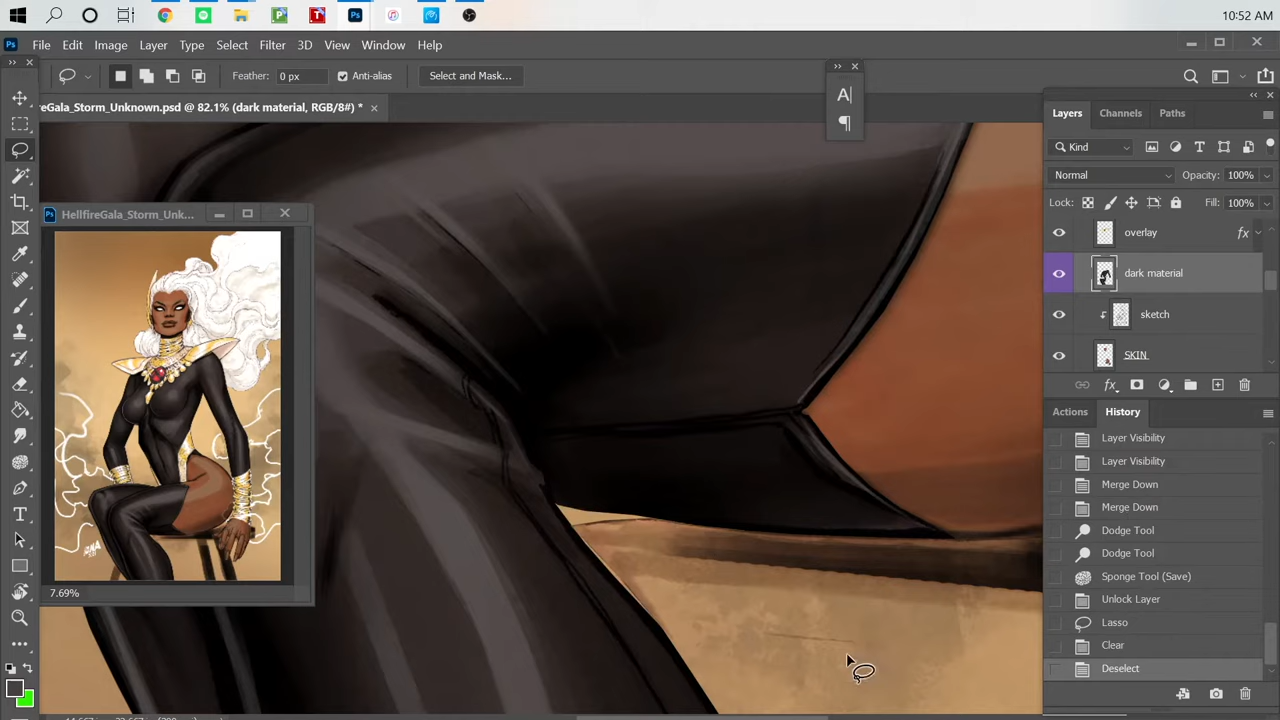 10:52 AM
Ps File Edit Image Layer Type Select Filter 3D View Window Help
Feather: 0 px Anti-alias Select and Mask...
reGala_Storm_Unknown.psd @ 82.1% (dark material, RGB/8#) *
HellfireGala_Storm_Unk...
7.69%
Layers Channels Paths
Kind
Normal Opacity: 100%
Lock: Fill: 100%
overlay fx
dark material
sketch
SKIN
Actions History
Layer Visibility
Layer Visibility
Merge Down
Merge Down
Dodge Tool
Dodge Tool
Sponge Tool (Save)
Unlock Layer
Lasso
Clear
Deselect